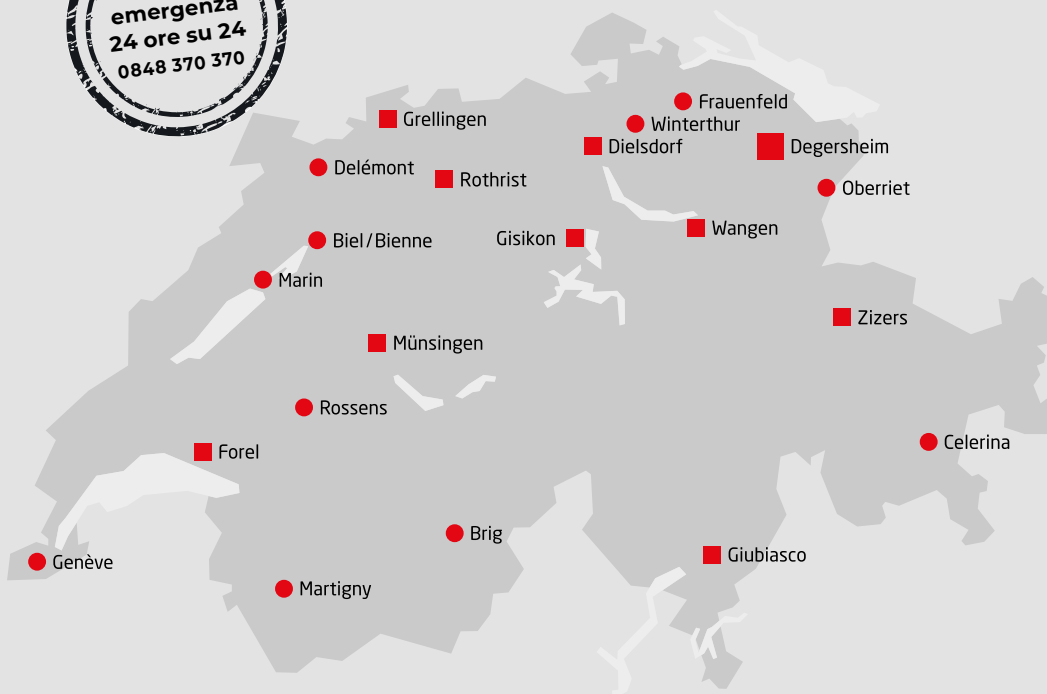 emergenza
24 ore su 24
0848 370 370
Frauenfeld
Grellingen
Winterthur
Dielsdorf
Degersheim
Delémont
Rothrist
Oberriet
Wangen
Gisikon
Biel/Bienne
Marin
Zizers
Münsingen
Rossens
Celerina
Forel
Brig
Giubiasco
Genève
Martigny